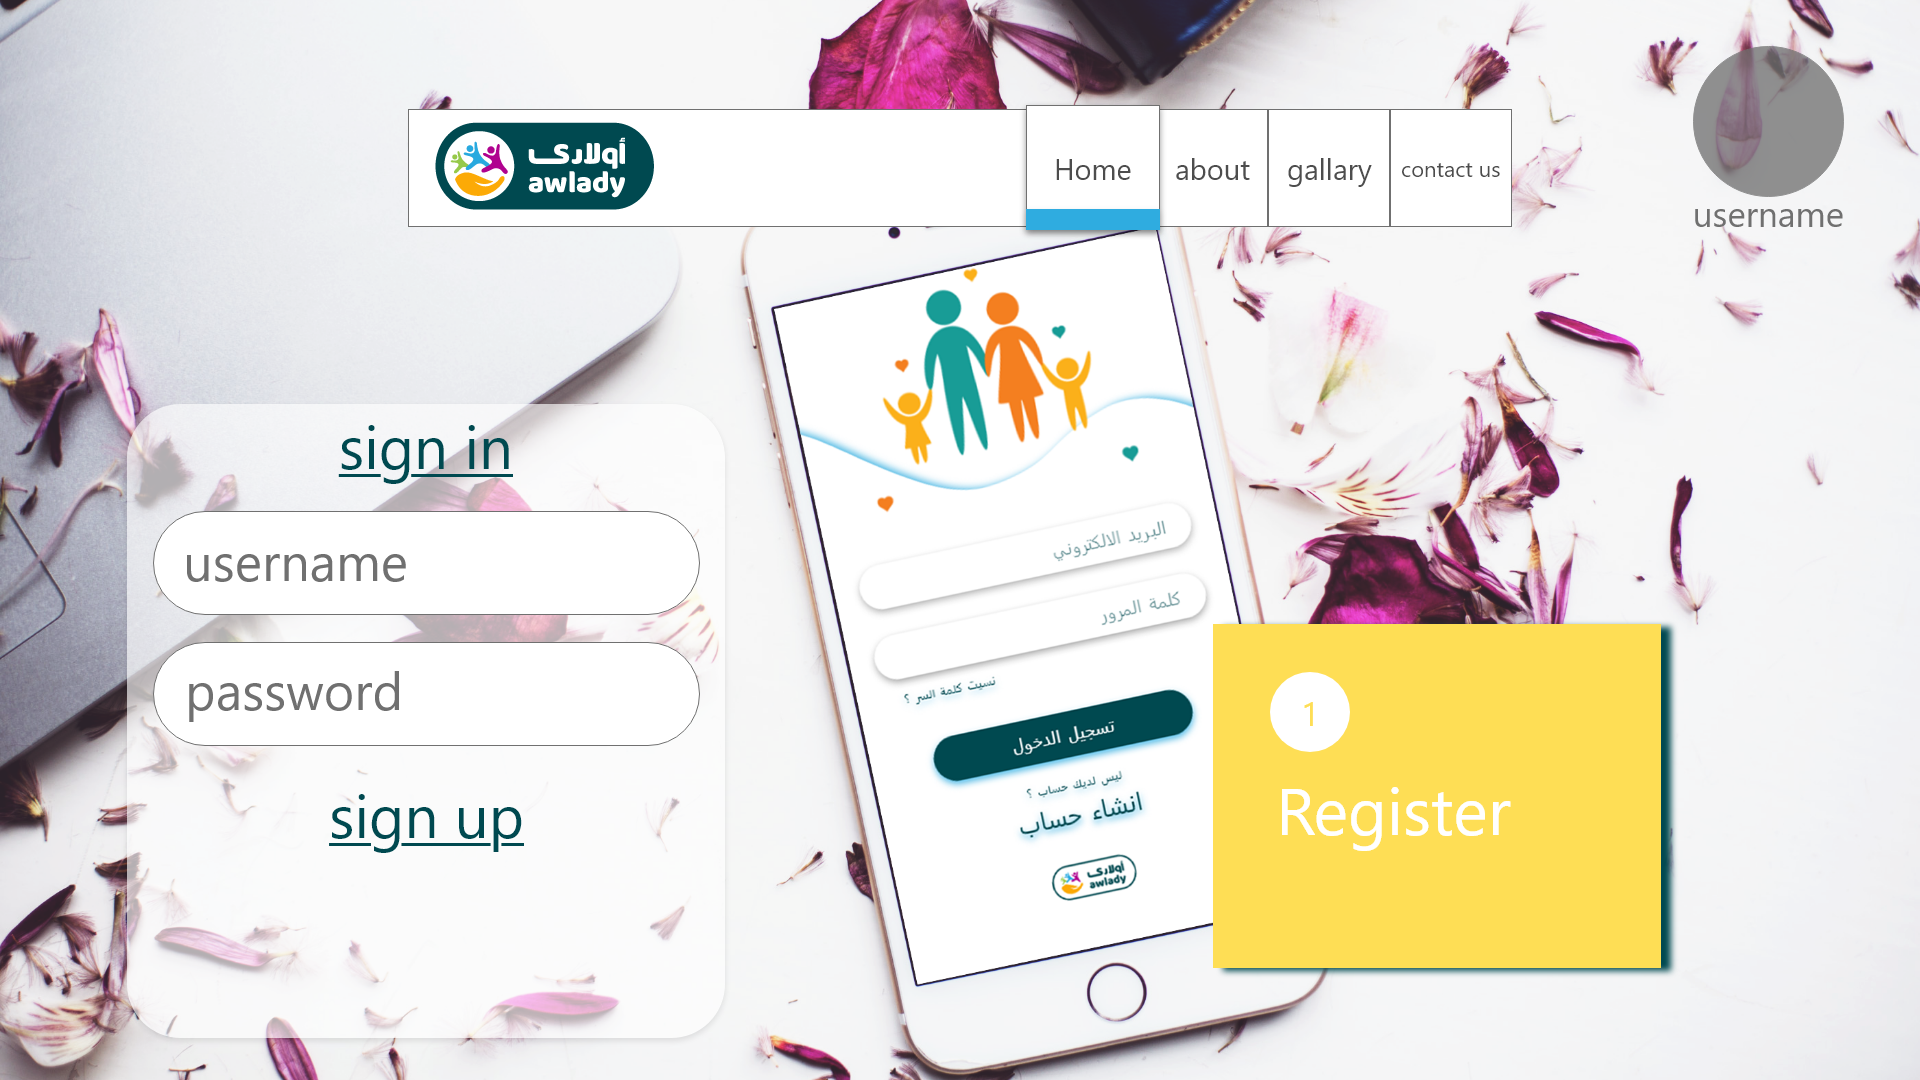 أولادى
awlady
Home
about
gallary
contact us
username
sign in
username
password
sign up
البريد الالكتروني
كلمة المرور
نسيت كلمة السر ؟
تسجيل الدخول
ليس لديك حساب ؟
انشاء حساب
أولادى
awlady
1
Register